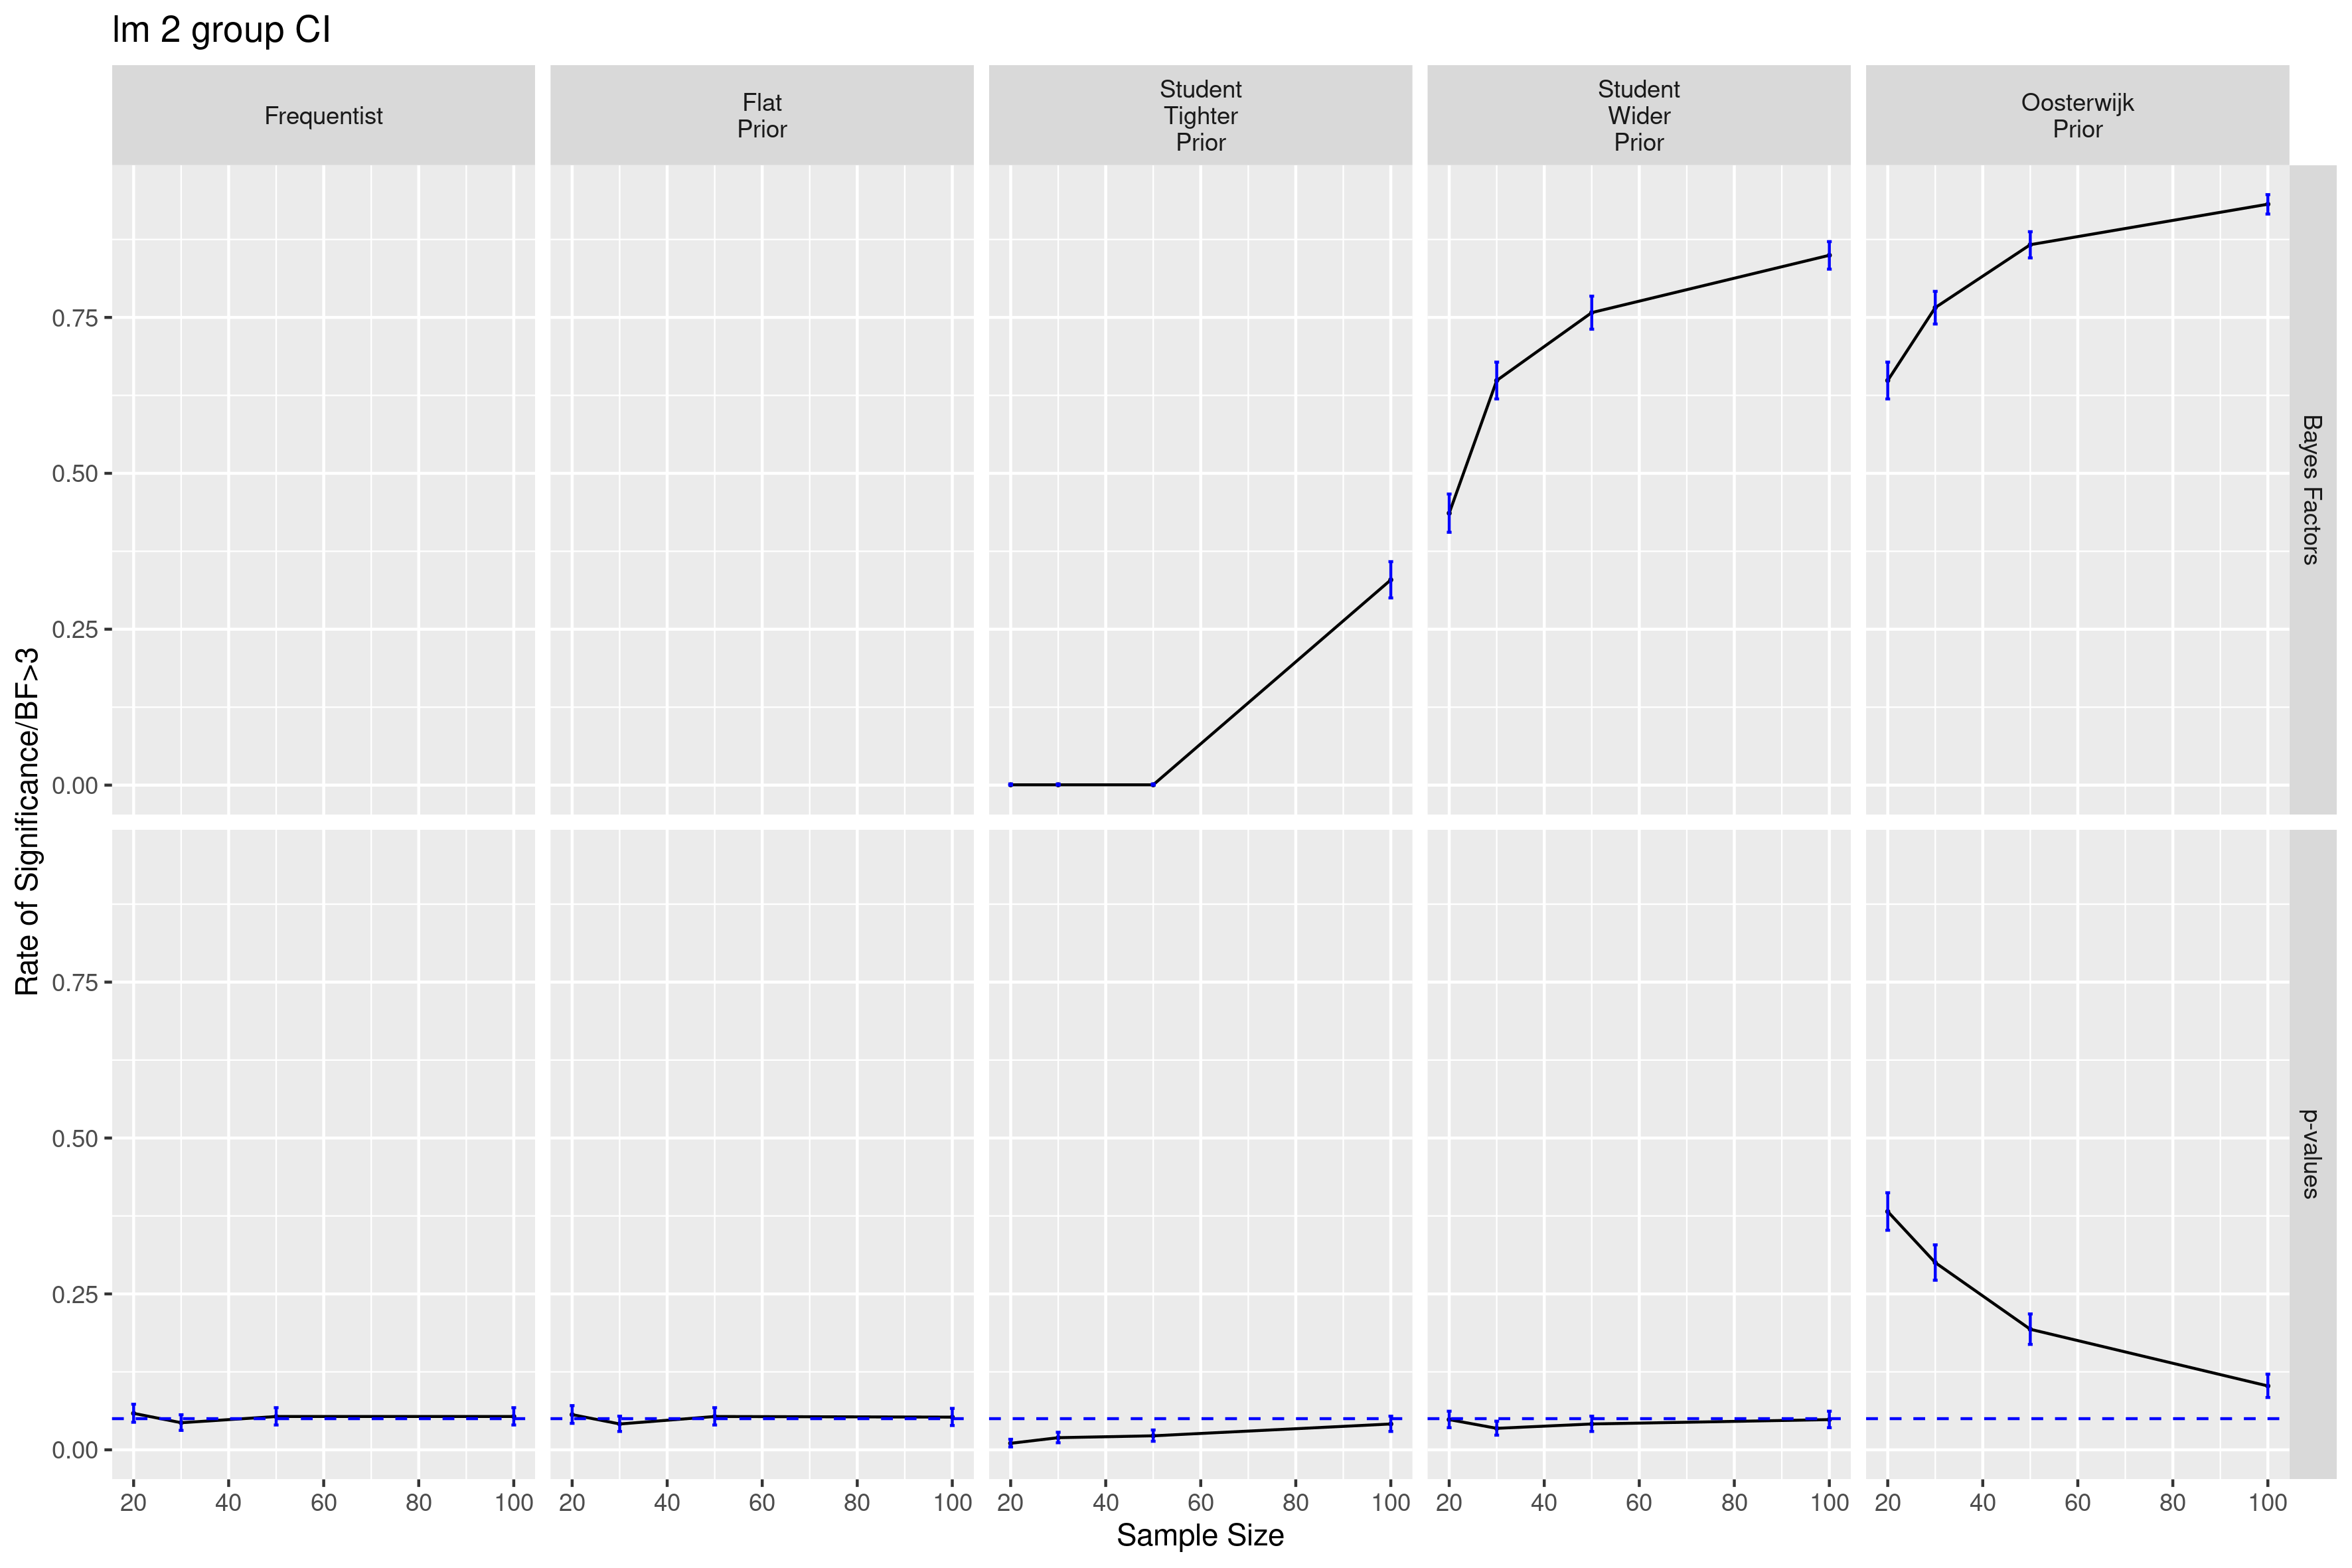 lm 2 group CI
Frequentist
Flat
Prior
Student
Tighter
Prior
Student
Wider
Prior
Oosterwijk
Prior
Rate of Significance/BF>3
0.75
0.50
0.25
0.00
Bayes Factors
0.75
0.50
0.25
0.00
p-values
20 40 60 80 100
20 40 60 80 100
20 40 60 80 100
20 40 60 80 100
20 40 60 80 100
Sample Size